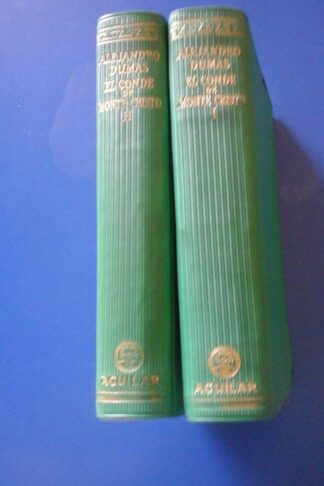 ALEJANDRO
DUMAS
EL CONDE
DE
MONTE CRISTO
II
AGUILAR
ALEJANDRO
DUMAS
EL CONDE
DE
MONTE CRISTO
I
AGUILAR